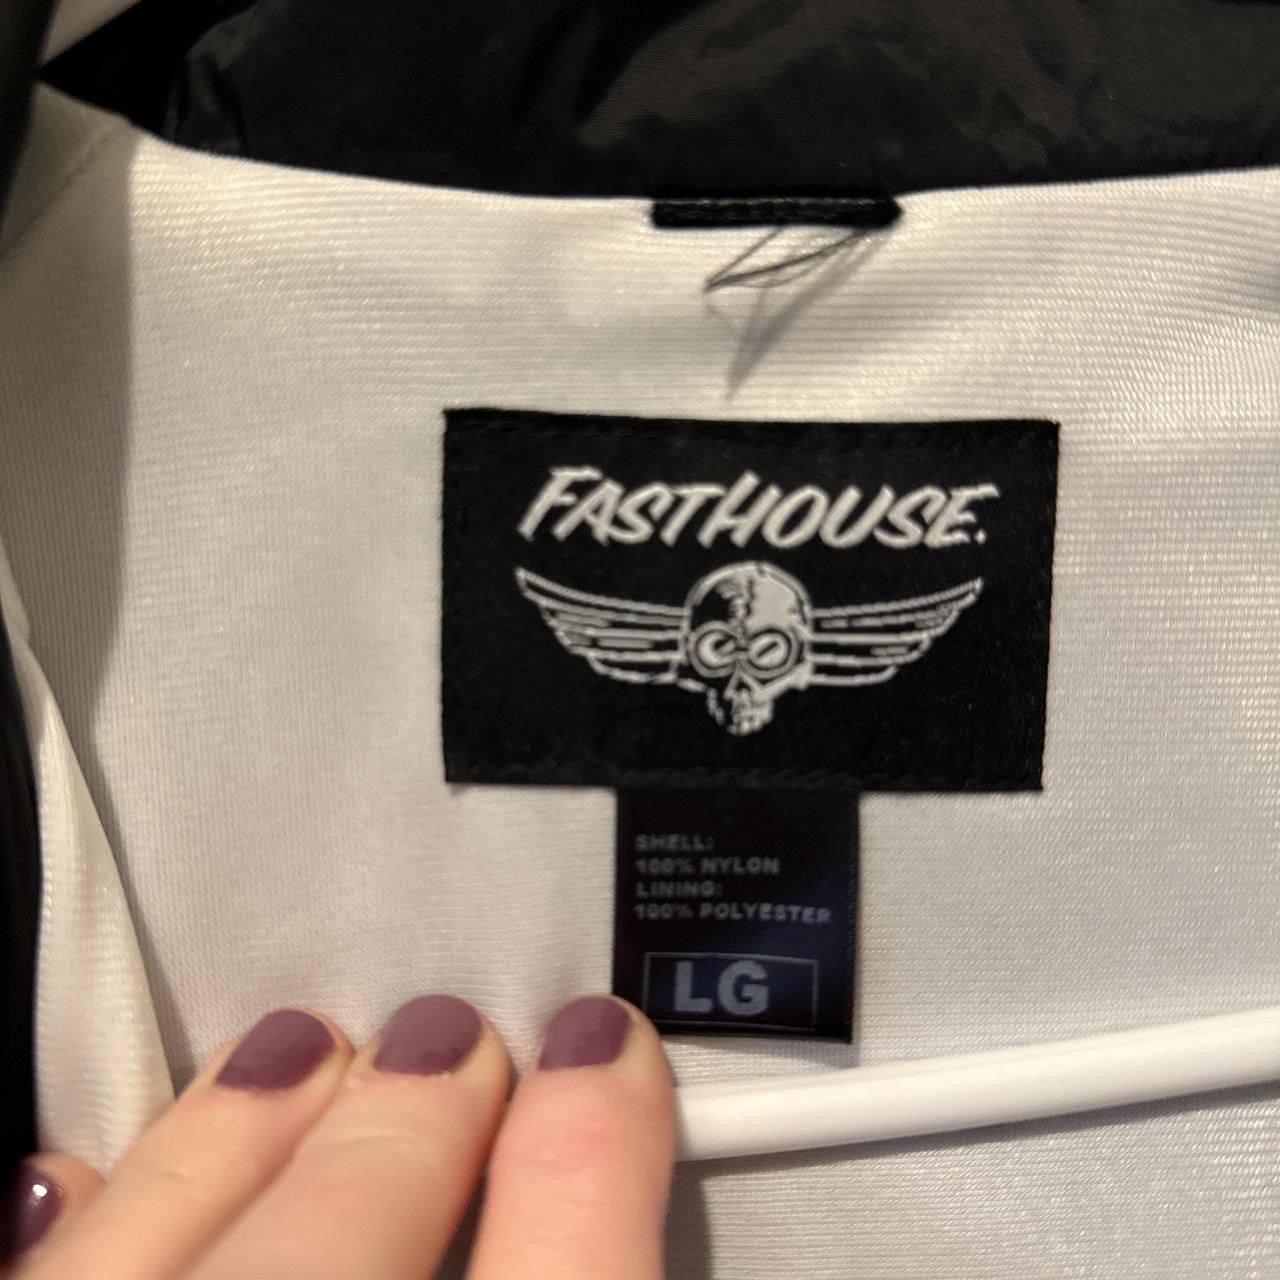 FASTHOUSE.
SHELL:
100% NYLON
LINING:
100% POLYESTER
LG